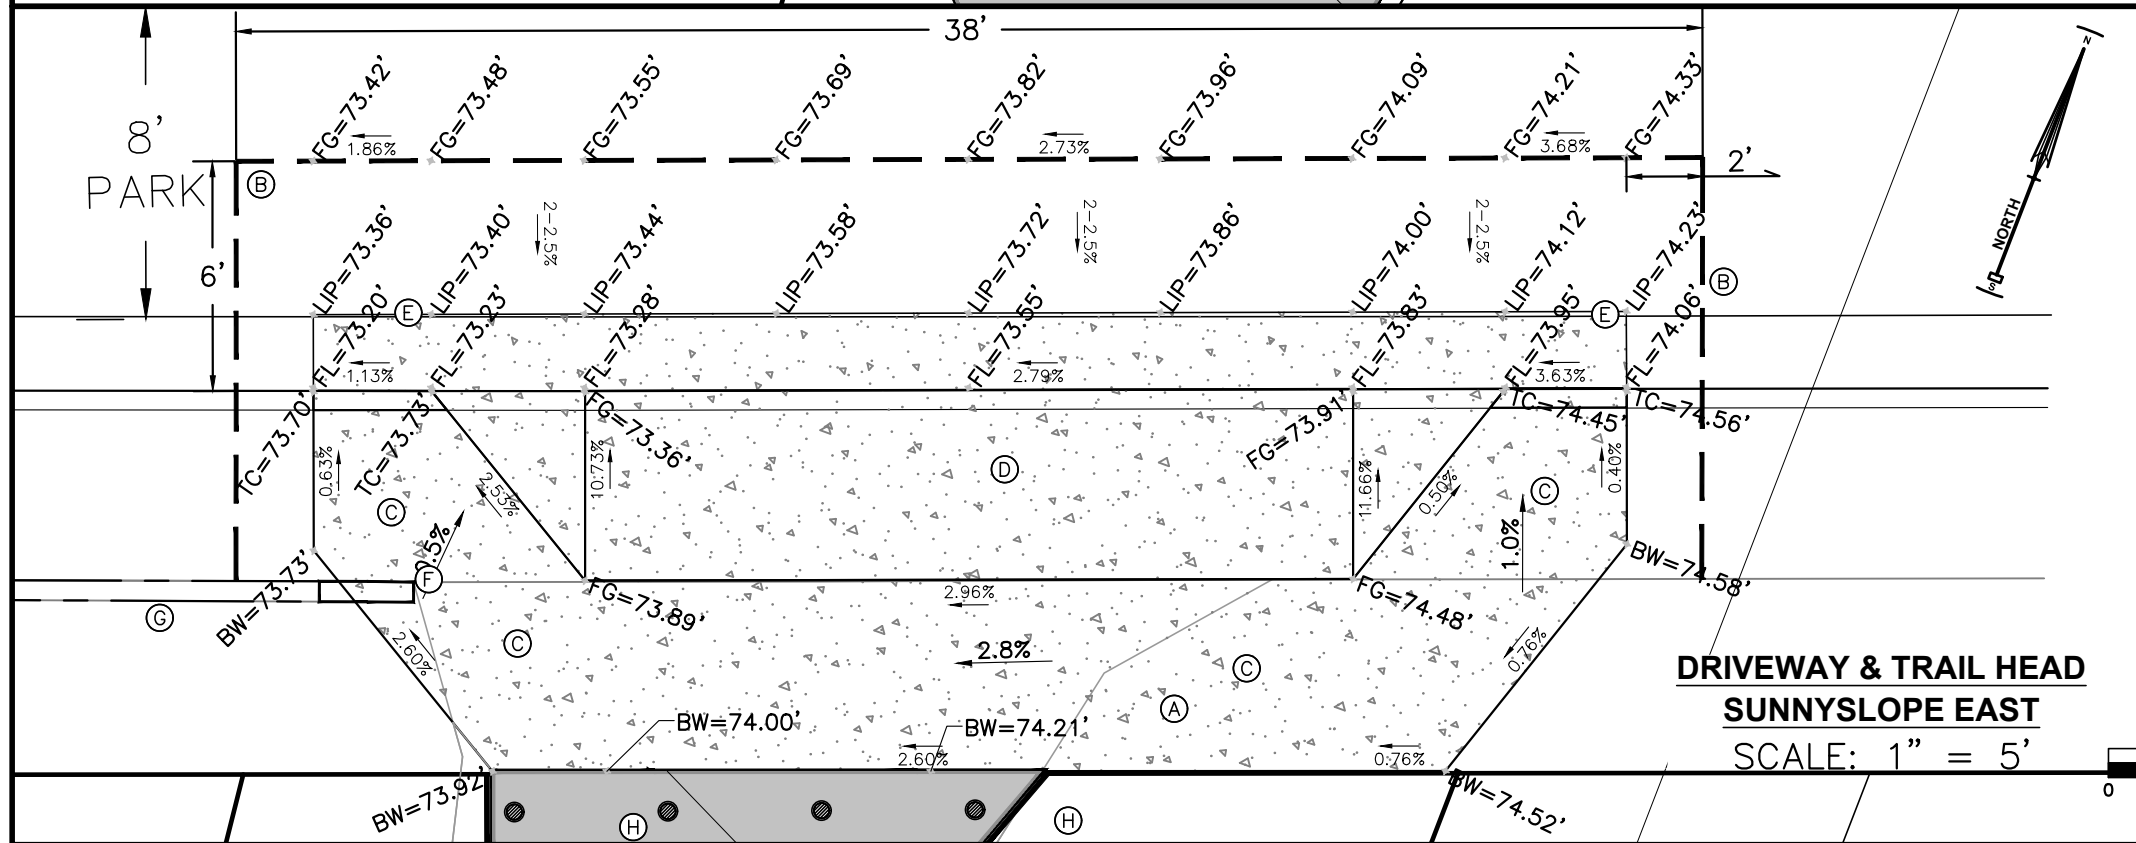 38'
8'
PARK
FG=73.42'
FG=73.48'
FG=73.55'
FG=73.69'
FG=73.82'
FG=73.96'
FG=74.09'
FG=74.21'
FG=74.33'
N
1.86%
2.73%
3.68%
2'
B
NORTH
S
6'
LIP=73.36'
LIP=73.40'
2-2.5%
LIP=73.44'
LIP=73.58'
LIP=73.72'
2-2.5%
LIP=73.86'
LIP=74.00'
2-2.5%
LIP=74.12'
LIP=74.23'
B
E
E
FL=73.20'
FL=73.23'
FL=73.28'
FL=73.55'
FL=73.83'
FL=73.95'
FL=74.06'
1.13%
2.79%
3.63%
TC=73.70'
TC=73.73'
FG=73.36'
FG=73.91'
TC=74.45'
TC=74.56'
0.63%
2.53%
10.73%
D
11.66%
0.50%
C
0.40%
C
1.0%
F
G
BW=73.73'
FG=73.89'
2.96%
FG=74.48'
BW=74.58'
2.60%
C
2.8%
C
0.76%
A
DRIVEWAY & TRAIL HEAD
SUNNYSLOPE EAST
SCALE: 1" = 5'
BW=74.00'
BW=74.21'
2.60%
0.76%
BW=73.92'
BW=74.52'
H
H
0